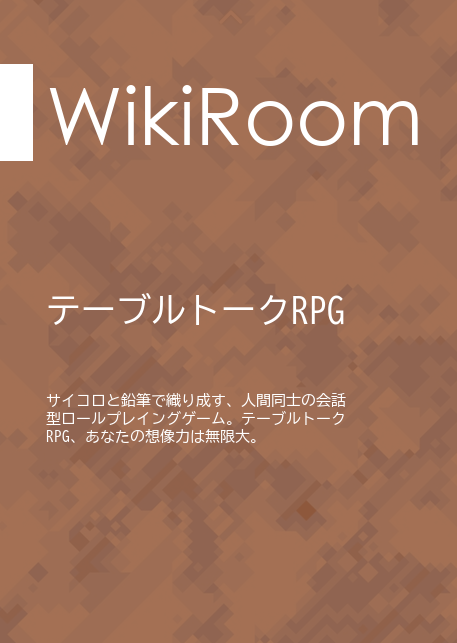 WikiRoom
テーブルトークRPG
サイコロと鉛筆で織り成す、人間同士の会話
型ロールプレイングゲーム。テーブルトーク
RPG、あなたの想像力は無限大。